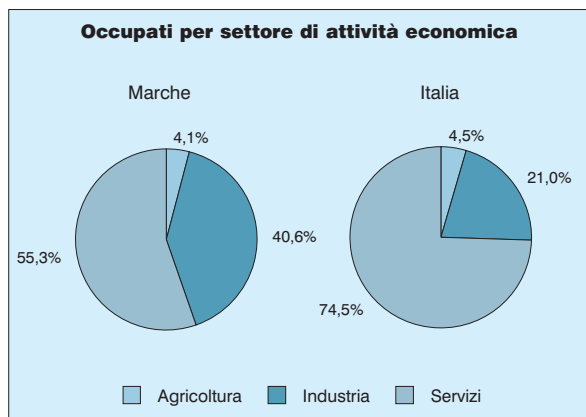 Occupati per settore di attività economica
Marche
Italia
4,1%
40,6%
55,3%
4,5%
21,0%
74,5%
Agricoltura
Industria
Servizi